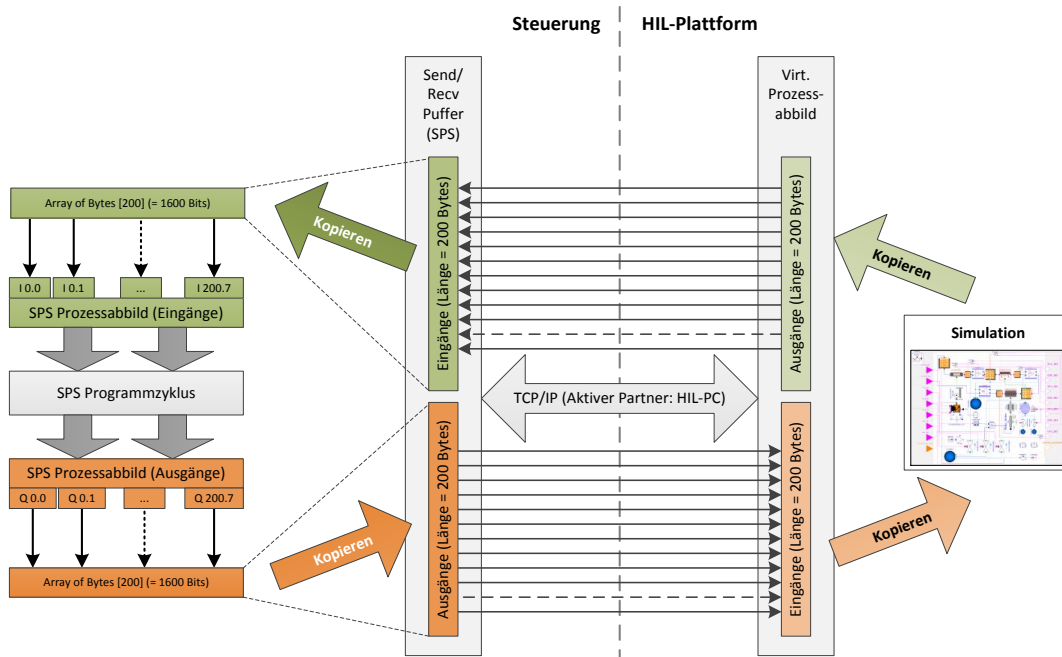 Steuerung
HIL-Plattform
Send/
Recv
Puffer
(SPS)
Virt.
Prozess-
abbild
Array of Bytes [200] (= 1600 Bits)
Kopieren
I 0.0
I 0.1
...
I 200.7
SPS Prozessabbild (Eingänge)
SPS Programmzyklus
SPS Prozessabbild (Ausgänge)
Q 0.0
Q 0.1
...
Q 200.7
Array of Bytes [200] (= 1600 Bits)
Kopieren
Eingänge (Länge = 200 Bytes)
Ausgänge (Länge = 200 Bytes)
TCP/IP (Aktiver Partner: HIL-PC)
Ausgänge (Länge = 200 Bytes)
Eingänge (Länge = 200 Bytes)
Kopieren
Simulation
Kopieren